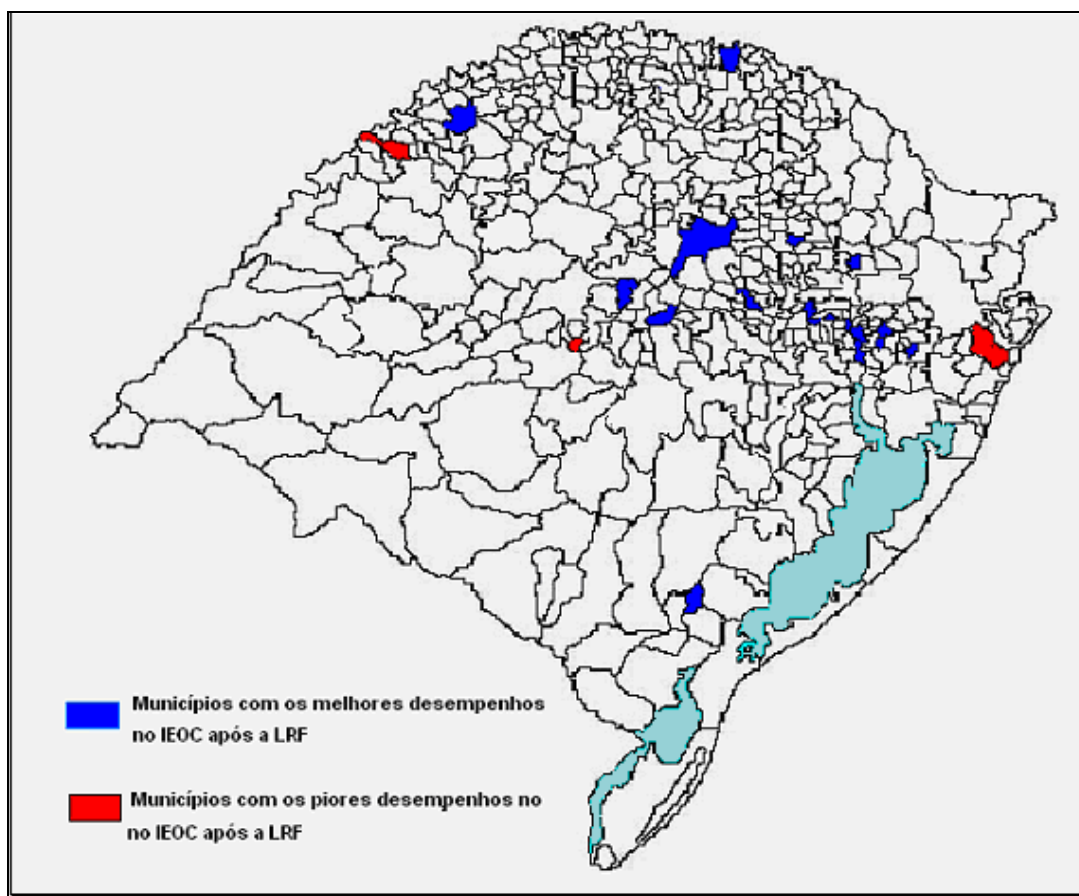 Municípios com os melhores desempenhos
no IEOC após a LRF
Municípios com os piores desempenhos no
no IEOC após a LRF